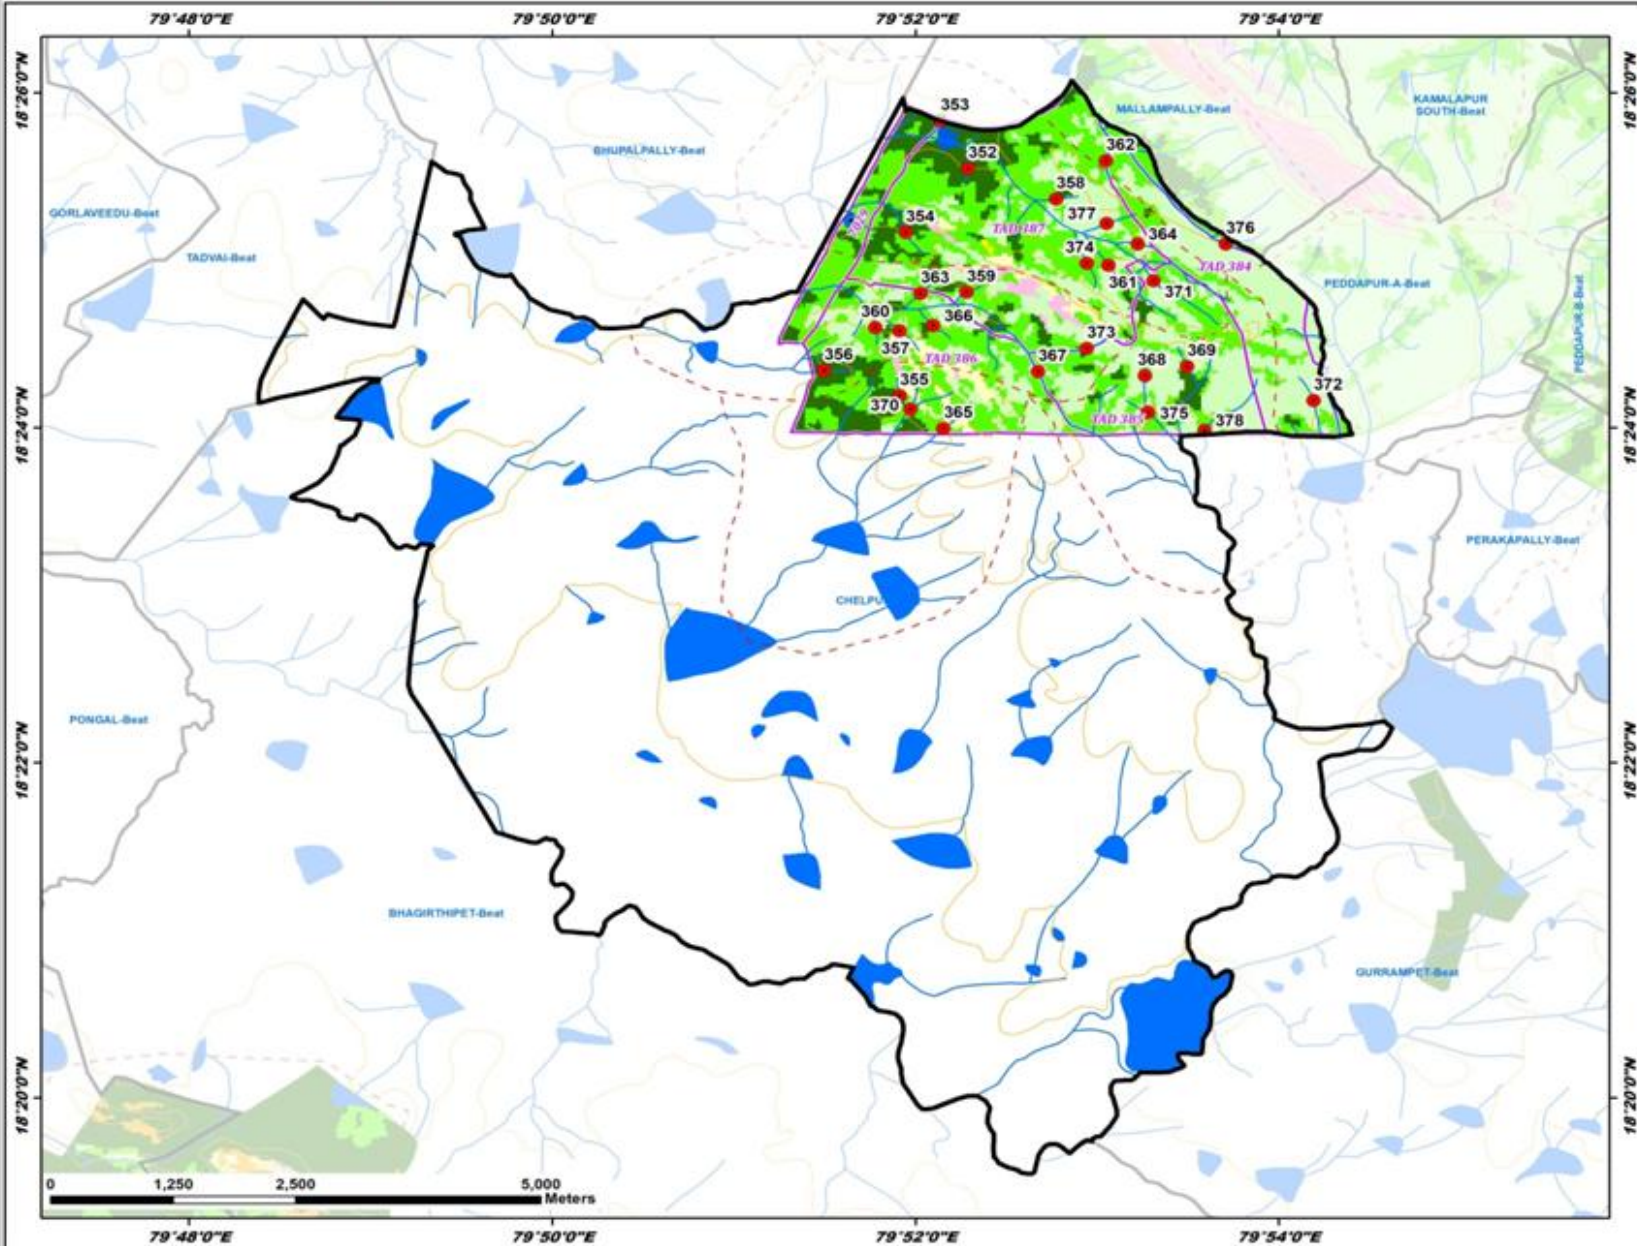 79°48'0"E 79°50'0"E 79°52'0"E 79°54'0"E
18°26'0"N
18°26'0"N
353
MALLAMPALLY-Beat
KAMALAPUR
SOUTH-Beat
BHUPALPALLY-Beat
352
362
358
GORLAVEEDU-Beat
354
377
TAD 387
364
376
TADVAI-Beat
374
TAD 384
363
359
361
371
PEDDAPUR-A-Beat
PEDDAPUR-B-Beat
360
366
373
357
TAD 386
356
367
368
369
355
372
370
365
TAD 385
375
378
18°24'0"N
18°24'0"N
PERAKAPALLY-Beat
CHELPU
PONGAL-Beat
18°22'0"N
18°22'0"N
BHAGIRTHIPET-Beat
GURRAMPET-Beat
18°20'0"N
18°20'0"N
0 1,250 2,500 5,000
Meters
79°48'0"E 79°50'0"E 79°52'0"E 79°54'0"E